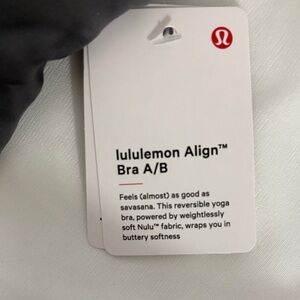 lululemon Align™
Bra A/B
Feels (almost) as good as
savasana. This reversible yoga
bra, powered by weightlessly
soft Nulu™ fabric, wraps you in
buttery softness